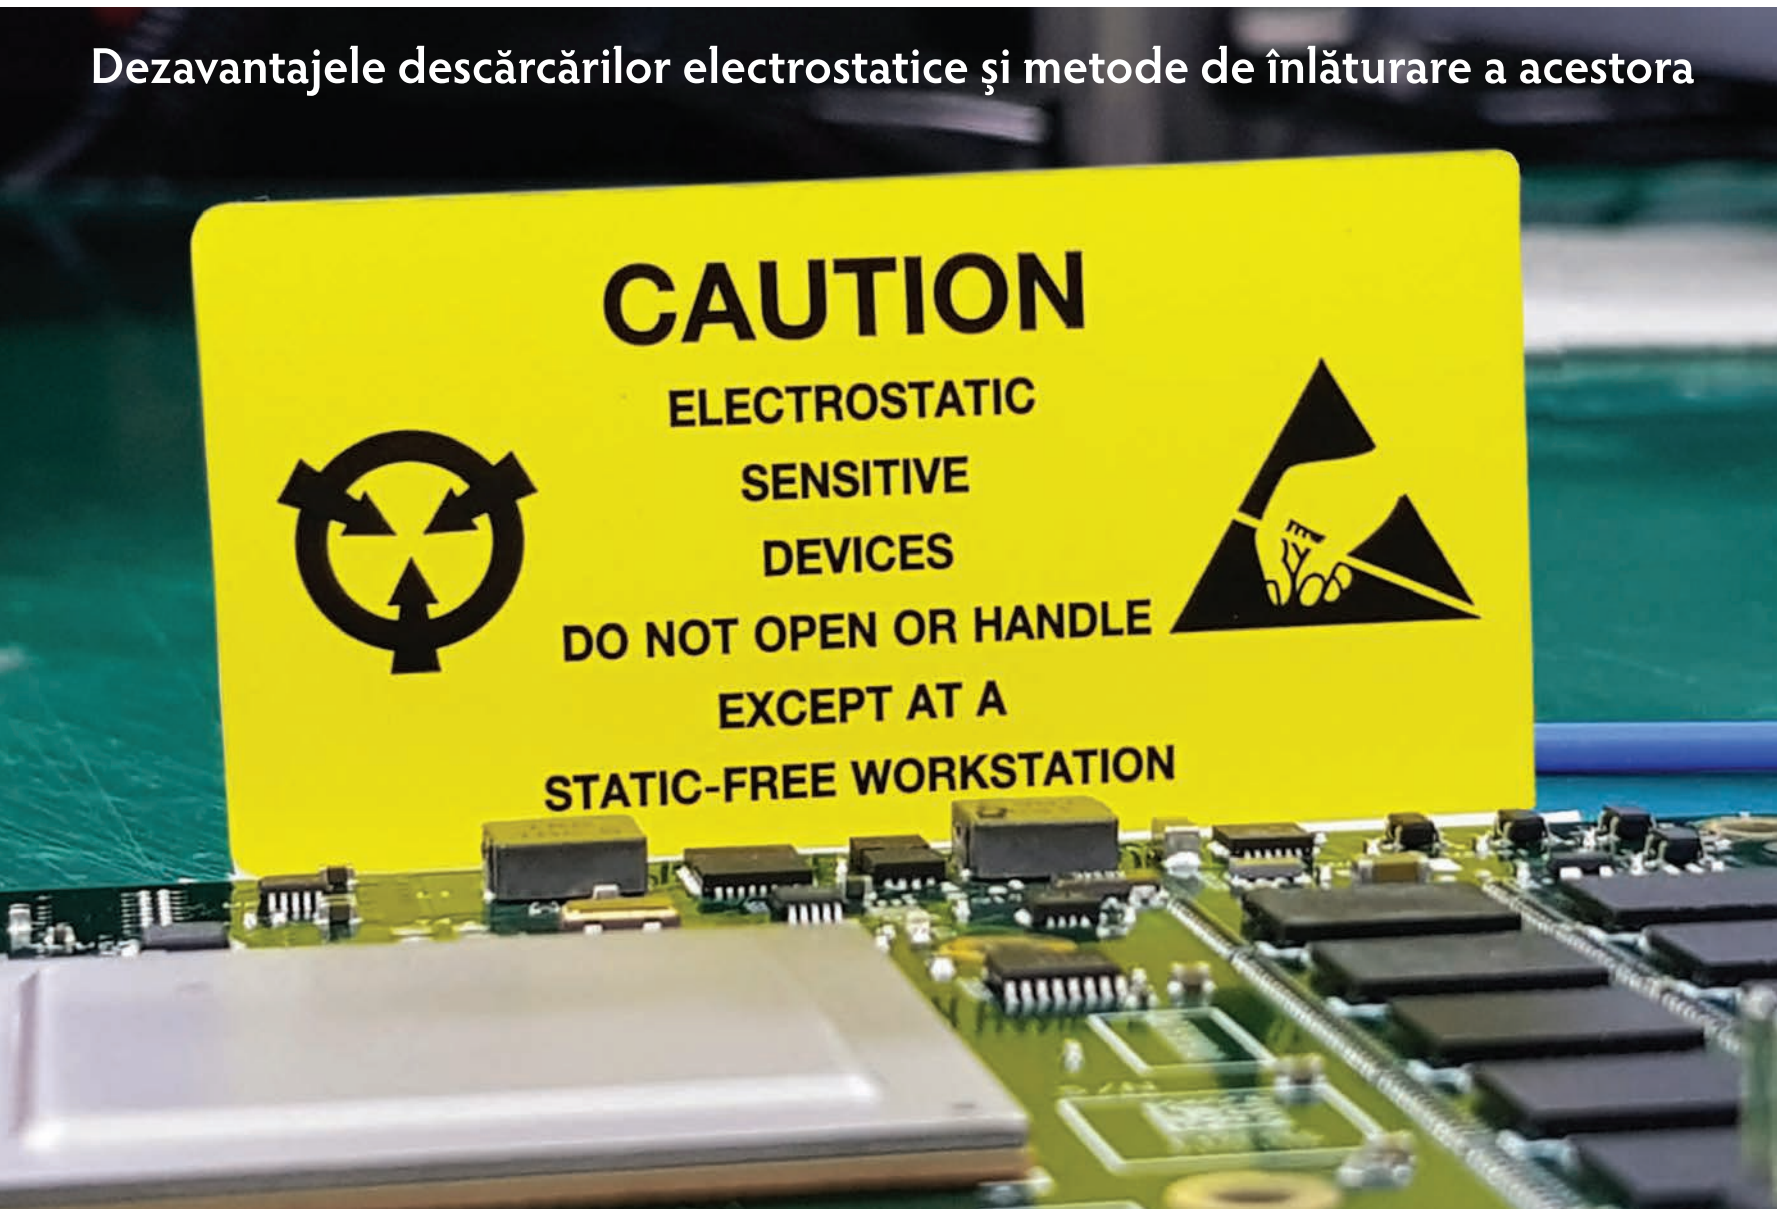 Dezavantajele descărcărilor electrostatice şi metode de înlăturare a acestora
CAUTION
ELECTROSTATIC
SENSITIVE
DEVICES
DO NOT OPEN OR HANDLE
EXCEPT AT A
STATIC-FREE WORKSTATION